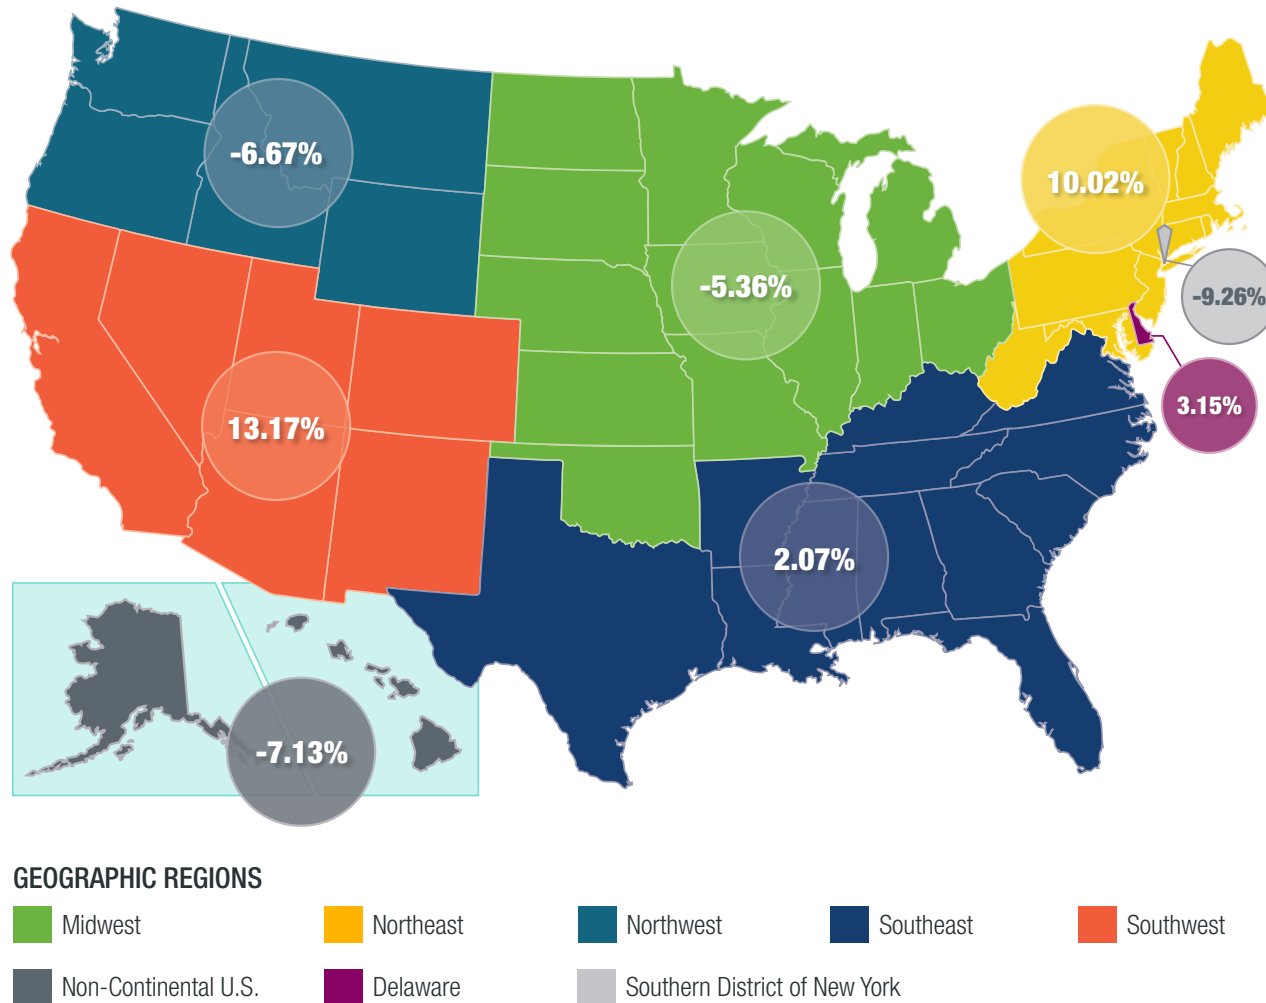 -6.67%
10.02%
-5.36%
-9.26%
3.15%
13.17%
2.07%
-7.13%
GEOGRAPHIC REGIONS
Midwest
Northeast
Northwest
Southeast
Southwest
Non-Continental U.S.
Delaware
Southern District of New York